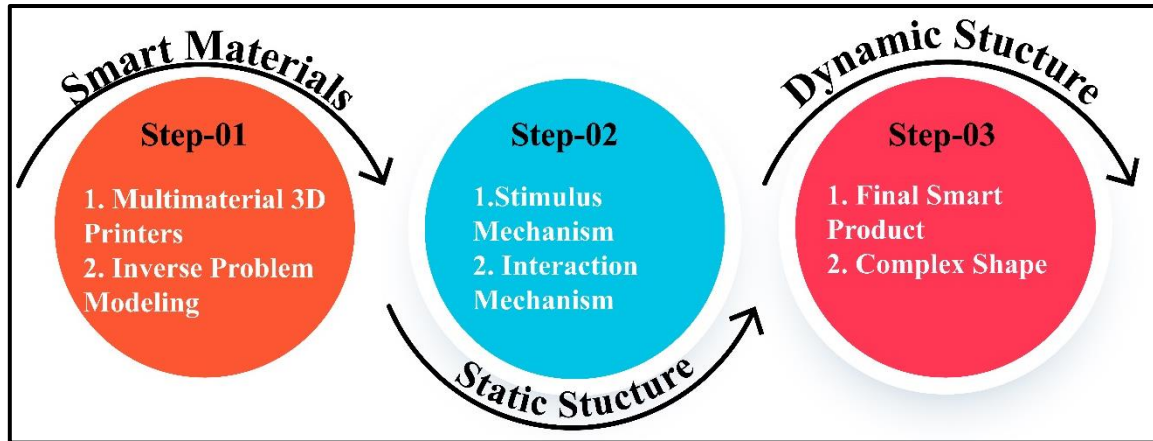 Smart Materials
Step-01
1. Multimaterial 3D
Printers
2. Inverse Problem
Modeling
Step-02
1.Stimulus
Mechanism
2. Interaction
Mechanism
Static Stucture
Dynamic Stucture
Step-03
1. Final Smart
Product
2. Complex Shape